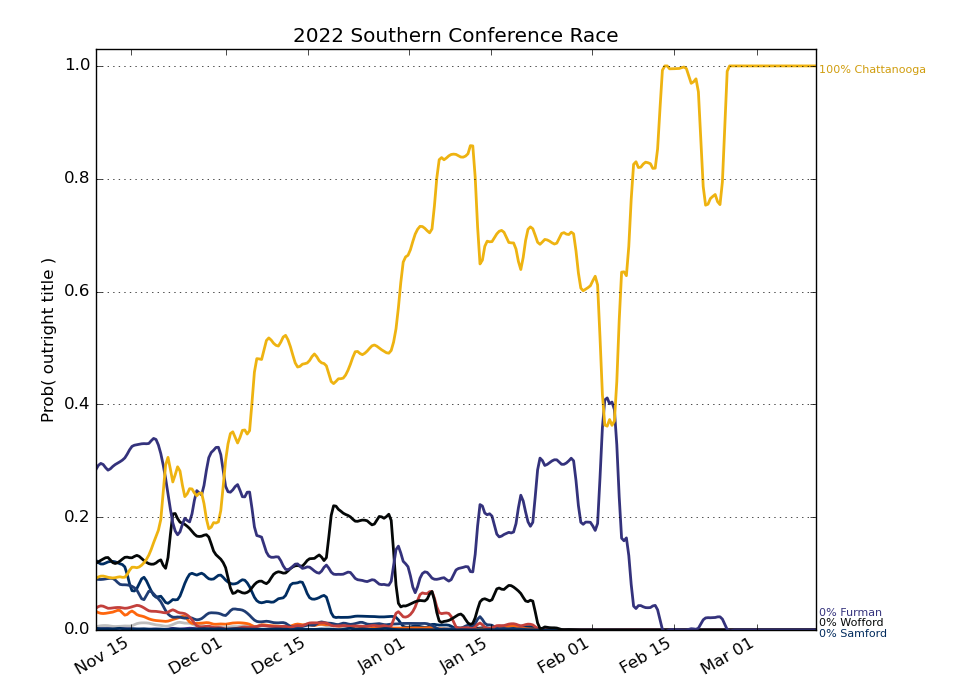 2022 Southern Conference Race
Prob( outright title )
1.0
0.8
0.6
0.4
0.2
0.0
100% Chattanooga
0% Furman
0% Wofford
0% Samford
Nov 15
Dec 01
Dec 15
Jan 01
Jan 15
Feb 01
Feb 15
Mar 01